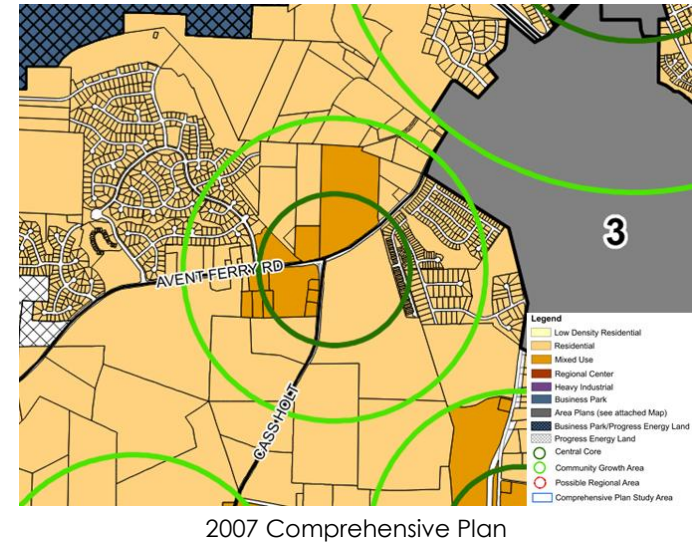 3
AVENT FERRY RD
CASS HOLT
Legend
Low Density Residential
Residential
Mixed Use
Regional Center
Heavy Industrial
Business Park
Area Plans (see attached Map)
Business Park/Progress Energy Land
Progress Energy Land
Central Core
Community Growth Area
Possible Regional Area
Comprehensive Plan Study Area
2007 Comprehensive Plan